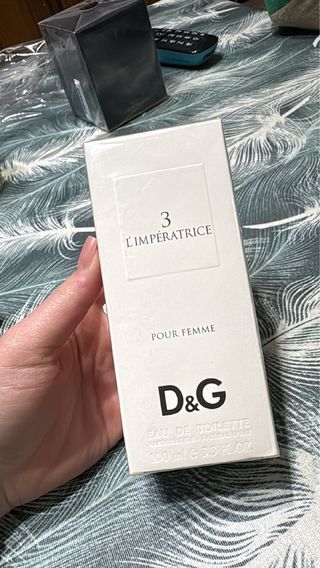 3
L'IMPÉRATRICE
POUR FEMME
D&G
EAU DE TOILETTE
100 ml ℮ 3.3 FL.OZ